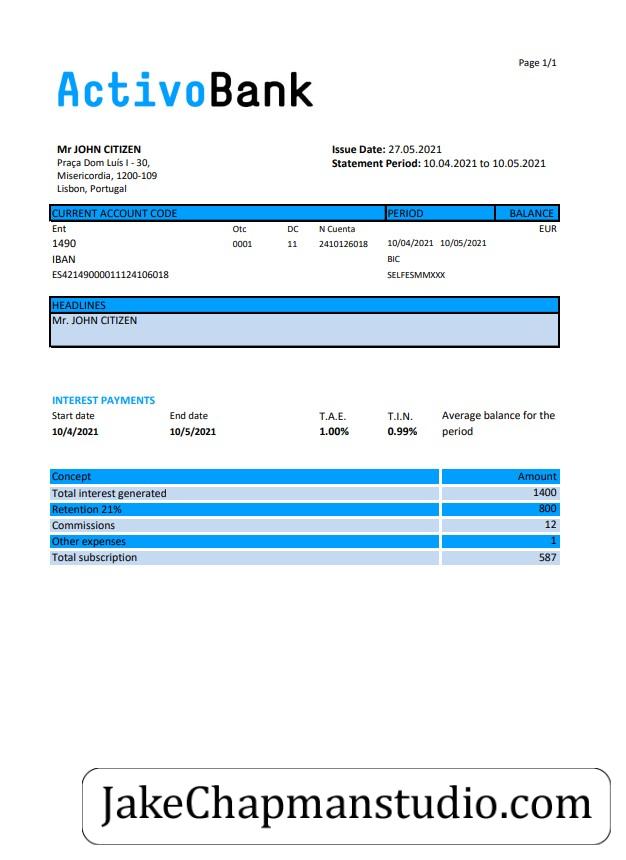 Page 1/1
ActivoBank
Mr JOHN CITIZEN
Praça Dom Luís I - 30,
Misericordia, 1200-109
Lisbon, Portugal
Issue Date: 27.05.2021
Statement Period: 10.04.2021 to 10.05.2021
CURRENT ACCOUNT CODE PERIOD BALANCE
Ent Otc DC N Cuenta EUR
1490 0001 11 2410126018 10/04/2021 10/05/2021
IBAN BIC
ES42149000011124106018 SELFESMMXXX
HEADLINES
Mr. JOHN CITIZEN
INTEREST PAYMENTS
Start date End date T.A.E. T.I.N. Average balance for the
10/4/2021 10/5/2021 1.00% 0.99% period
Concept Amount
Total interest generated 1400
Retention 21% 800
Commissions 12
Other expenses 1
Total subscription 587
JakeChapmanstudio.com